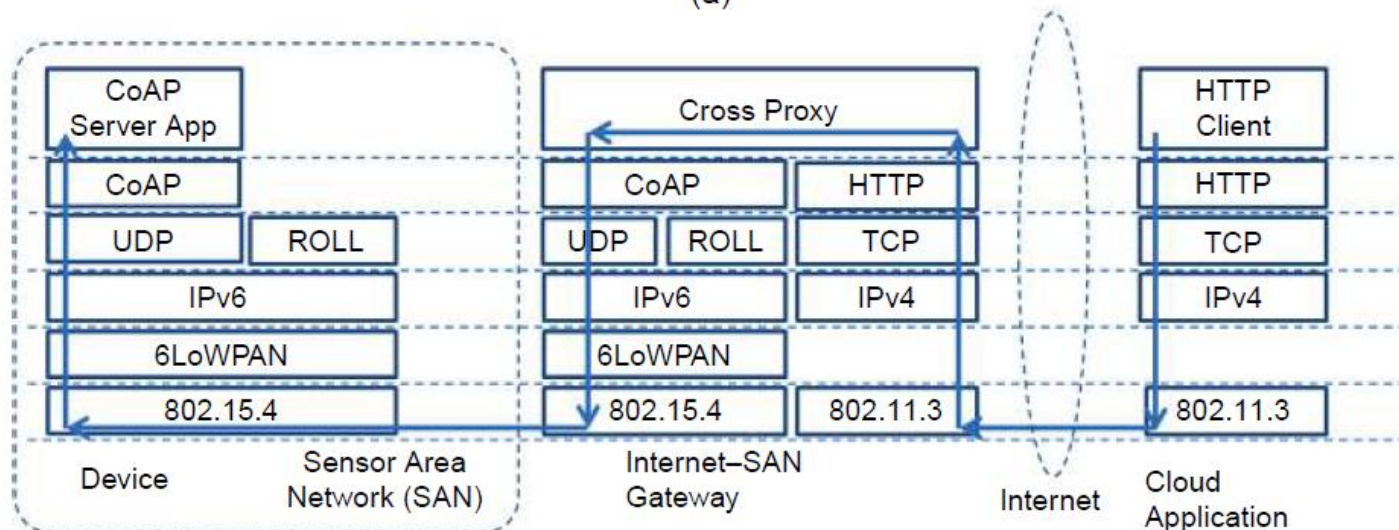 (a)
CoAP
Server App
Cross Proxy
HTTP
Client
CoAP
CoAP
HTTP
HTTP
UDP
ROLL
UDP
ROLL
TCP
TCP
IPv6
IPv6
IPv4
IPv4
6LoWPAN
6LoWPAN
802.15.4
802.15.4
802.11.3
802.11.3
Device
Sensor Area
Network (SAN)
Internet–SAN
Gateway
Internet
Cloud
Application